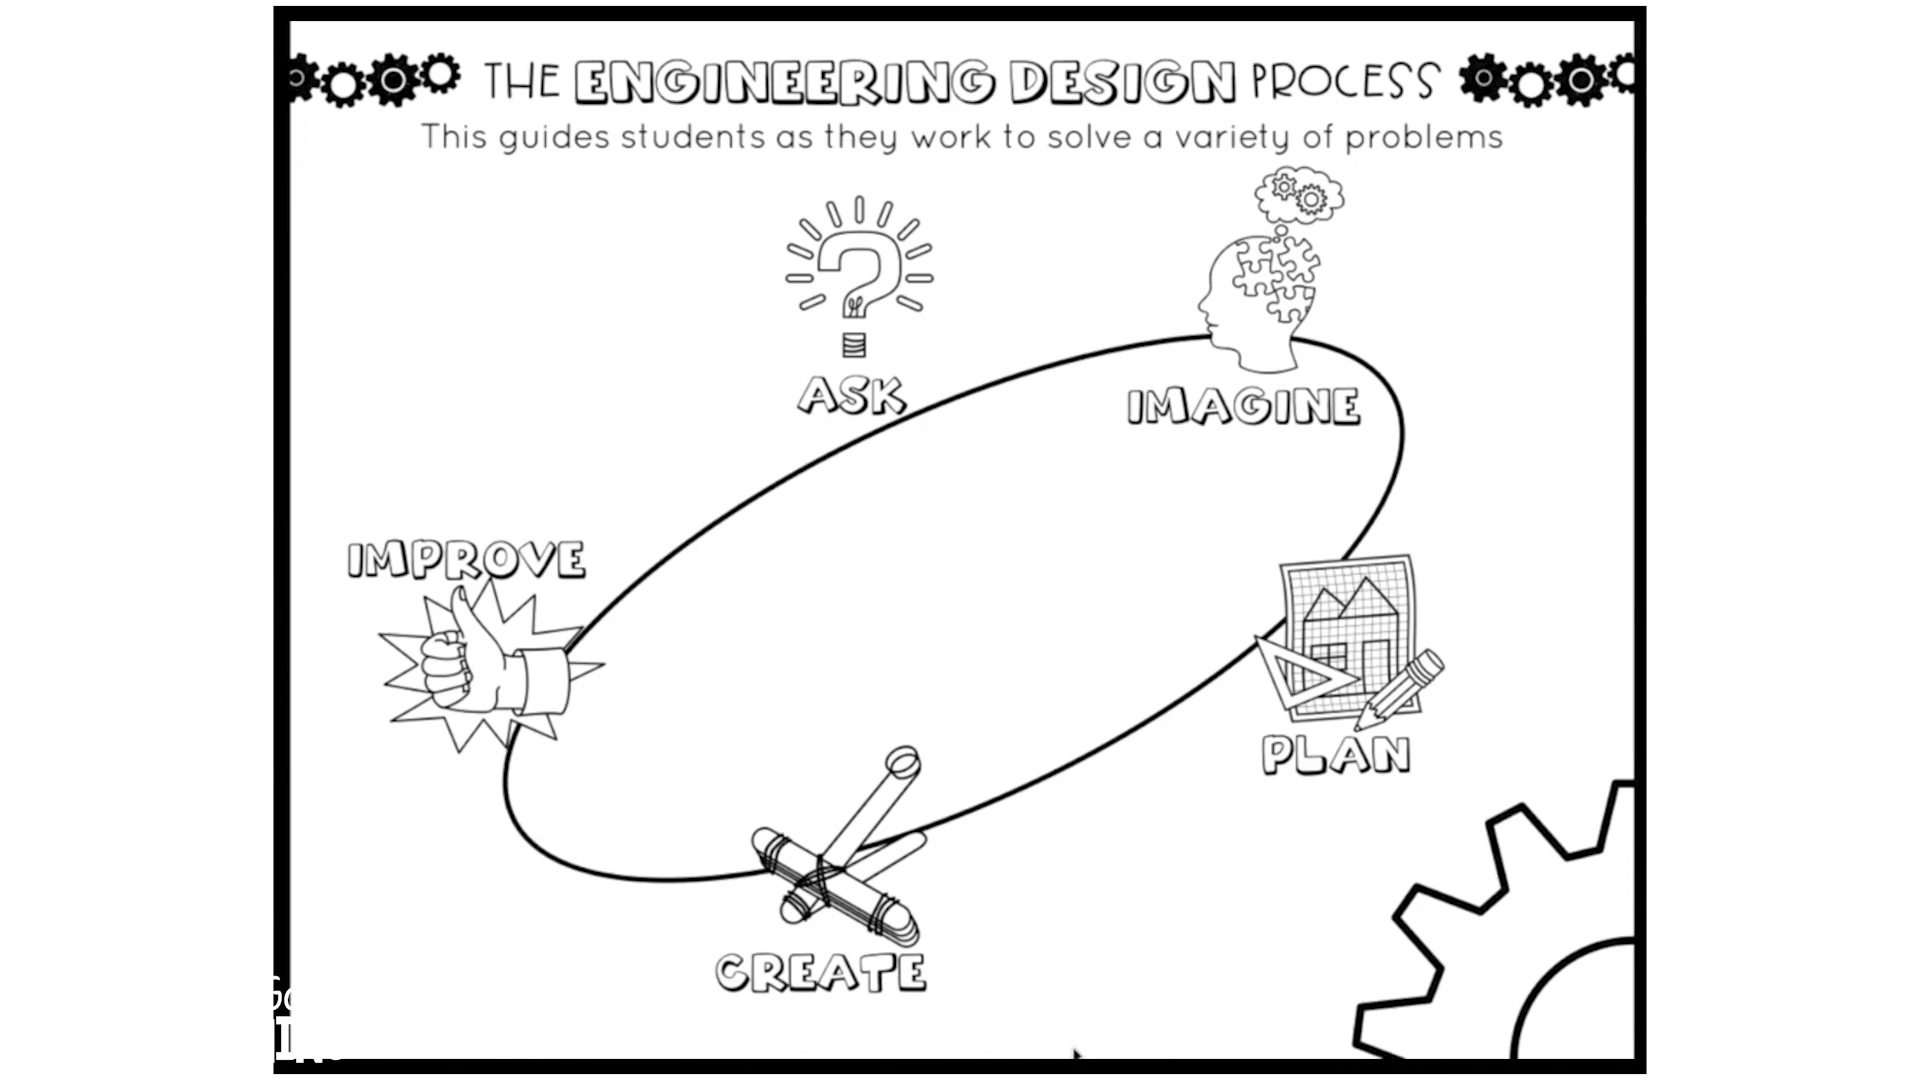 THE ENGINEERING DESIGN PROCESS
This guides students as they work to solve a variety of problems
ASK
IMAGINE
IMPROVE
PLAN
CREATE